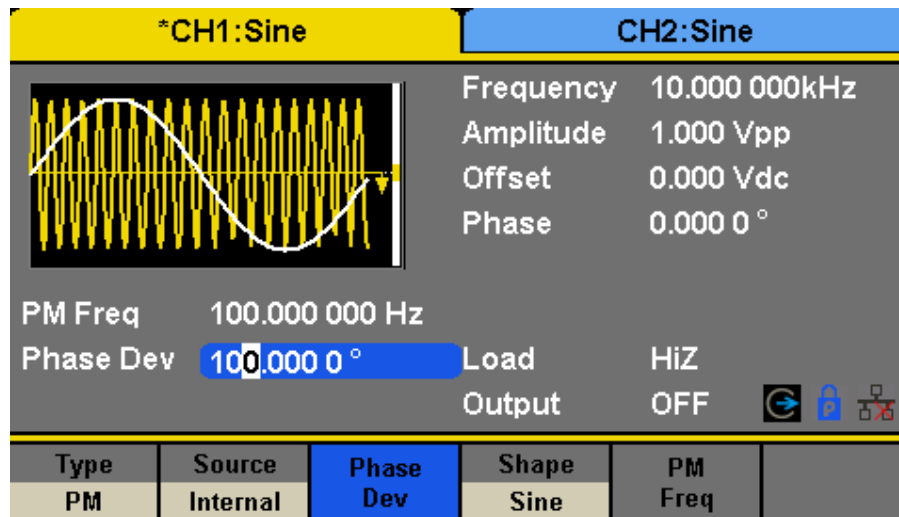 *CH1:Sine
CH2:Sine
Frequency 10.000 000kHz
Amplitude 1.000 Vpp
Offset 0.000 Vdc
Phase 0.000 0 °
PM Freq 100.000 000 Hz
Phase Dev 100.000 0 °
Load HiZ
Output OFF
P
Type
PM
Source
Internal
Phase
Dev
Shape
Sine
PM
Freq